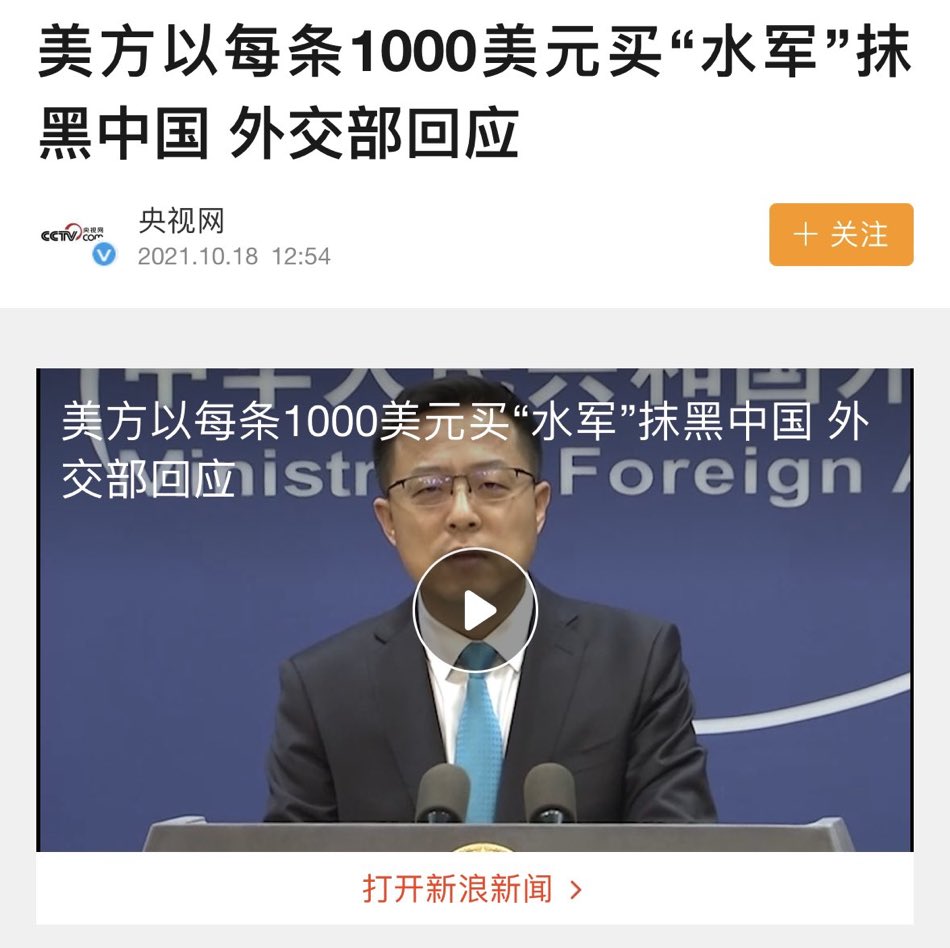 美方以每条1000美元买“水军”抹
黑中国 外交部回应
CCTV 央视网
com
央视网
2021.10.18 12:54
＋ 关注
美方以每条1000美元买“水军”抹黑中国 外
交部回应
Foreign A
打开新浪新闻 >